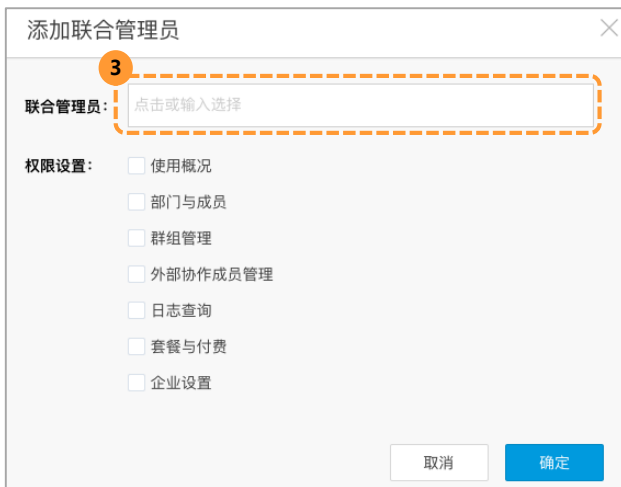 添加联合管理员
3
联合管理员： 点击或输入选择
权限设置： 使用概况
部门与成员
群组管理
外部协作成员管理
日志查询
套餐与付费
企业设置
取消 确定